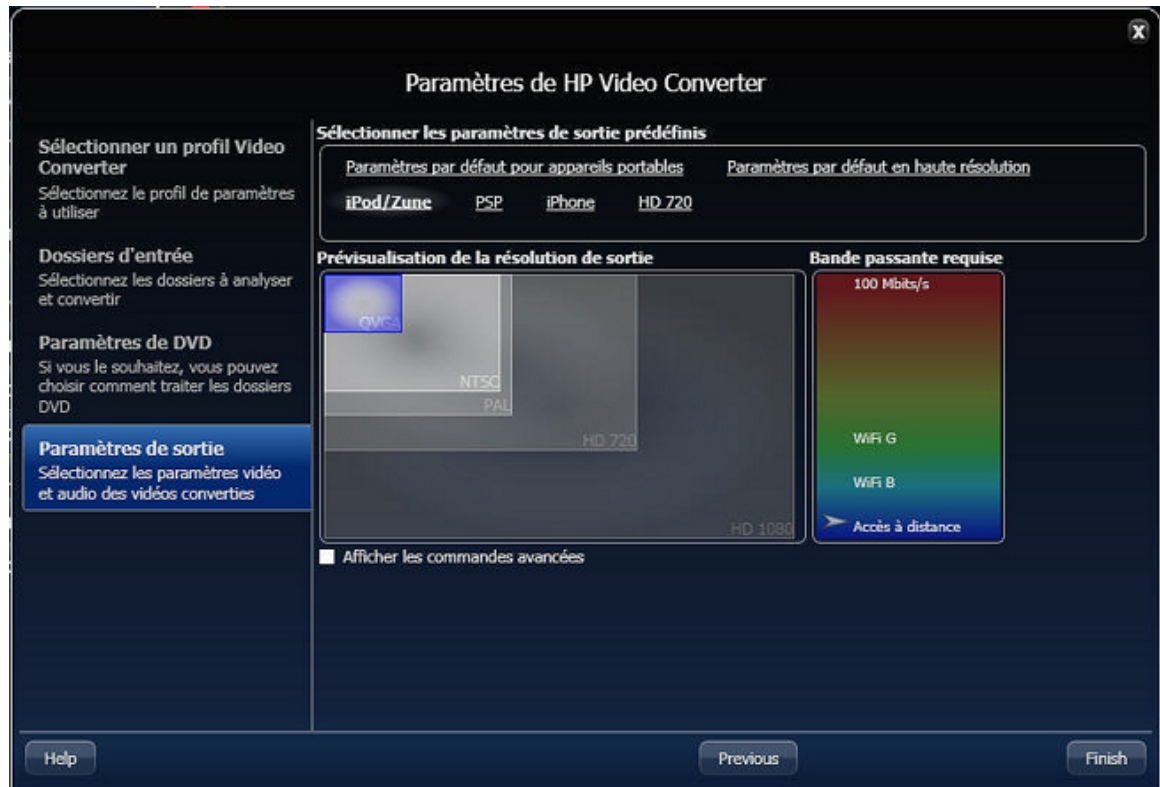 X
Paramètres de HP Video Converter
Sélectionner un profil Video
Converter
Sélectionnez le profil de paramètres
à utiliser
Dossiers d'entrée
Sélectionnez les dossiers à analyser
et convertir
Paramètres de DVD
Si vous le souhaitez, vous pouvez
choisir comment traiter les dossiers
DVD
Paramètres de sortie
Sélectionnez les paramètres vidéo
et audio des vidéos converties
Sélectionner les paramètres de sortie prédéfinis
Paramètres par défaut pour appareils portables Paramètres par défaut en haute résolution
iPod/Zune PSP iPhone HD 720
Prévisualisation de la résolution de sortie
QVGA
NTSC
PAL
HD 720
HD 1080
Bande passante requise
100 Mbits/s
WiFi G
WiFi B
Accès à distance
Afficher les commandes avancées
Help Previous Finish